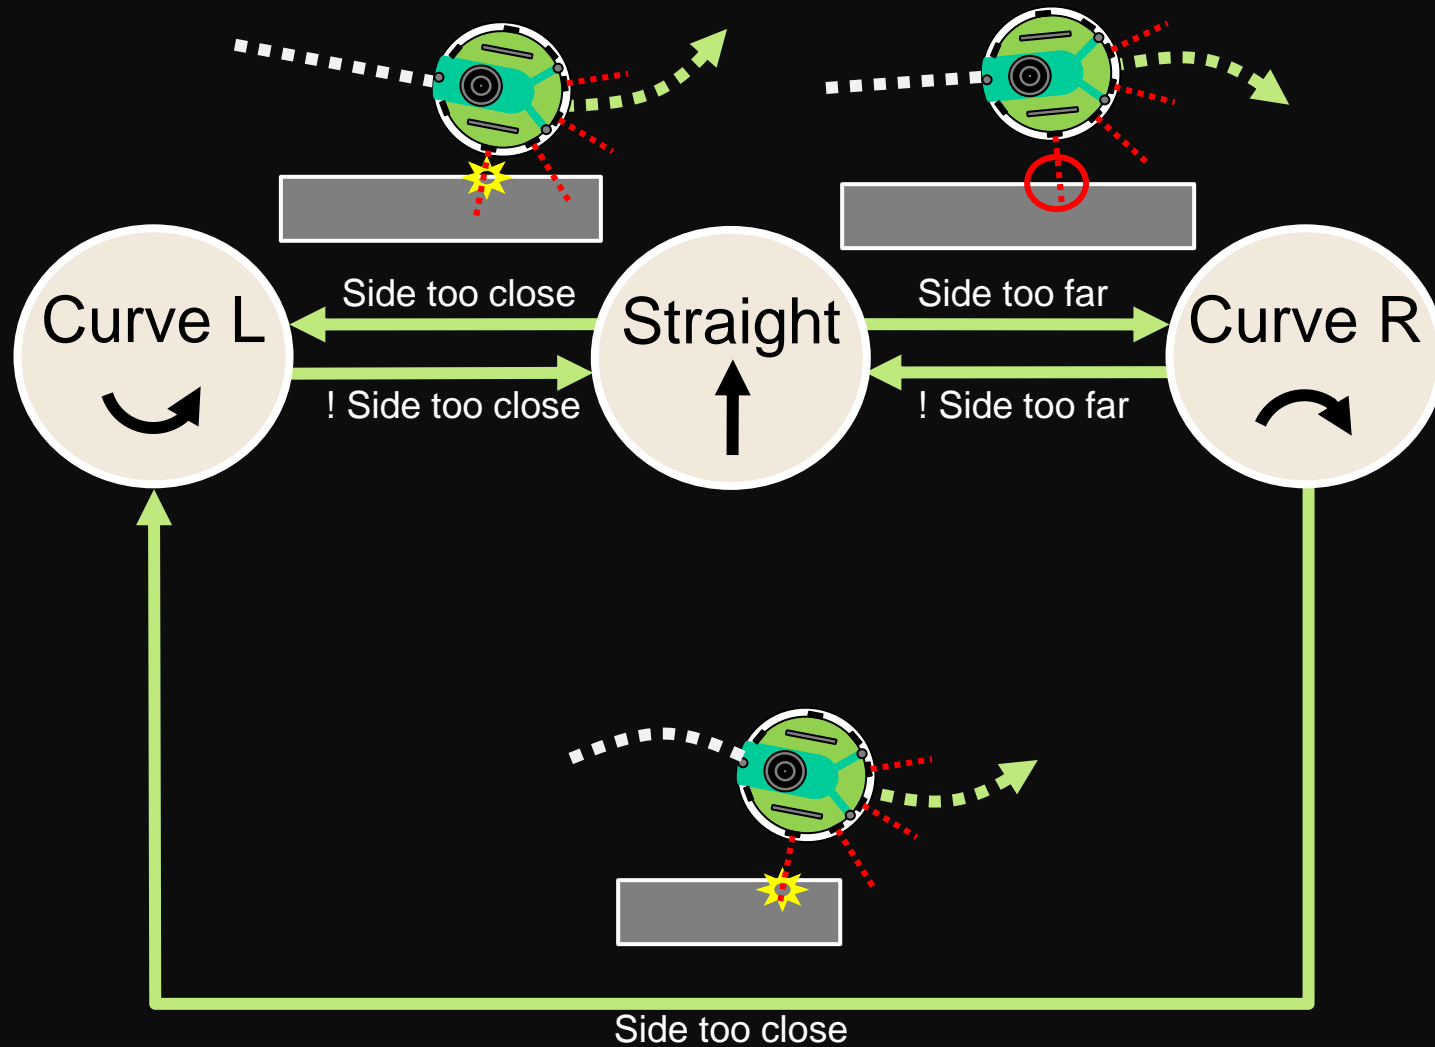 Side too close
Side too far
Curve L
Straight
Curve R
! Side too close
! Side too far
Side too close